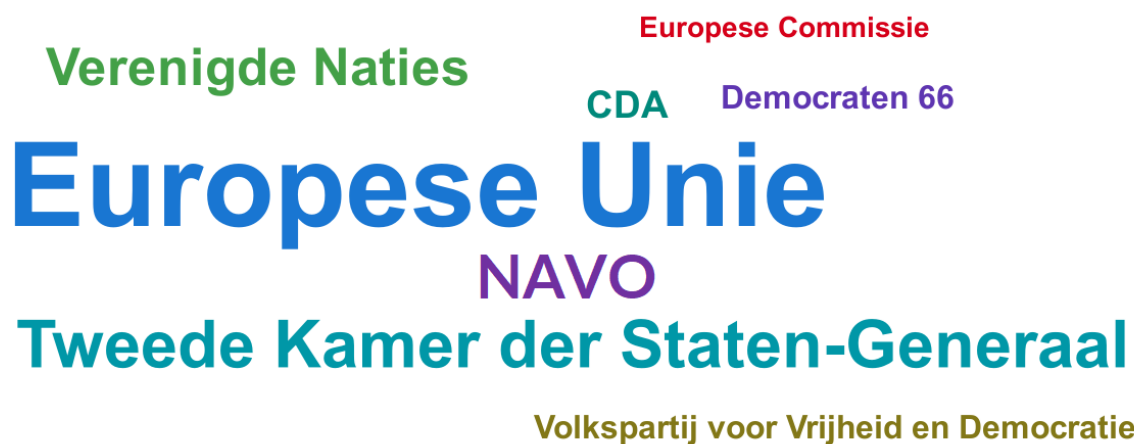 Europese Commissie
Verenigde Naties
CDA
Democraten 66
Europese Unie
NAVO
Tweede Kamer der Staten-Generaal
Volkspartij voor Vrijheid en Democratie